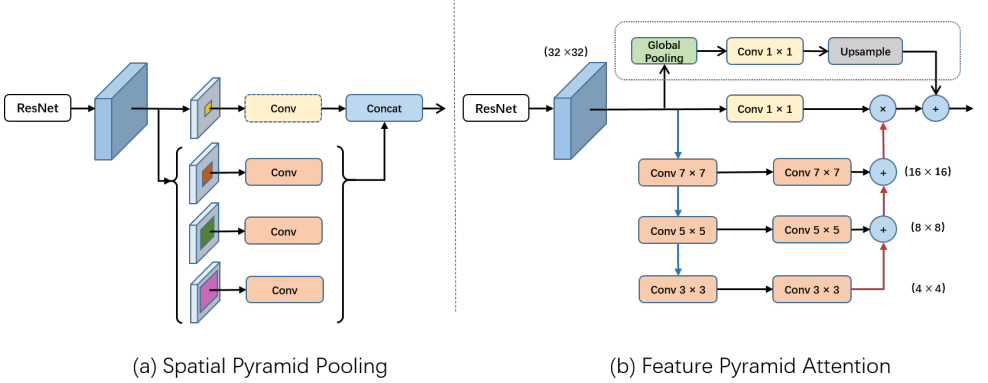 ResNet
Conv
Concat
Conv
Conv
Conv
(a) Spatial Pyramid Pooling
(32 ×32)
Global
Pooling
Conv 1 × 1
Upsample
ResNet
Conv 1 × 1
×
+
Conv 7 × 7
Conv 7 × 7
+
(16 × 16)
Conv 5 × 5
Conv 5 × 5
+
(8 × 8)
Conv 3 × 3
Conv 3 × 3
(4 × 4)
(b) Feature Pyramid Attention